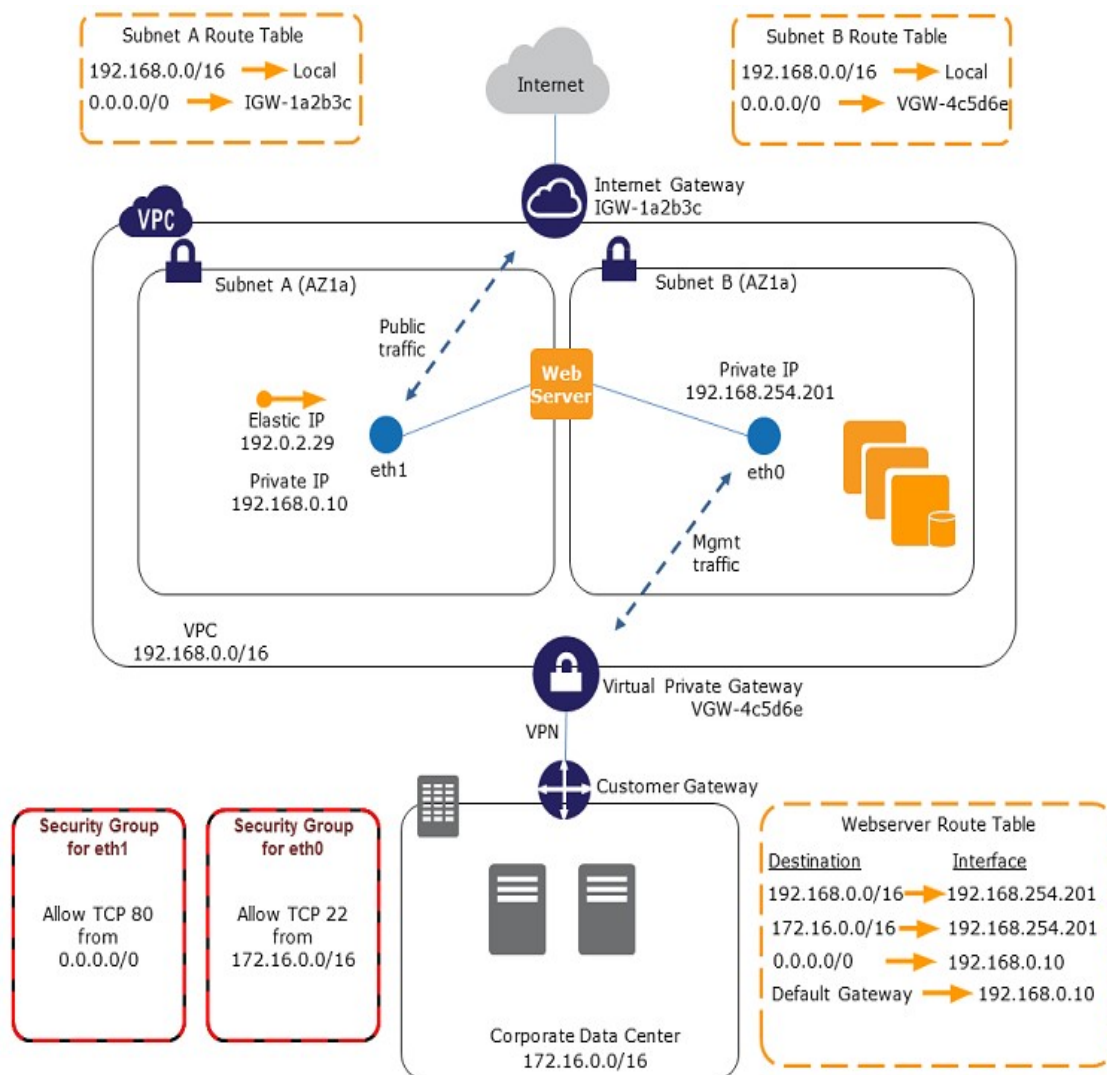 Subnet A Route Table
192.168.0.0/16 Local
0.0.0.0/0 IGW-1a2b3c
Subnet B Route Table
192.168.0.0/16 Local
0.0.0.0/0 VGW-4c5d6e
Internet
Internet Gateway
IGW-1a2b3c
VPC
Subnet A (AZ1a)
Subnet B (AZ1a)
Public
traffic
Web
Server
Private IP
192.168.254.201
Elastic IP
192.0.2.29
eth1
eth0
Private IP
192.168.0.10
Mgmt
traffic
VPC
192.168.0.0/16
Virtual Private Gateway
VGW-4c5d6e
VPN
Customer Gateway
Security Group
for eth1
Allow TCP 80
from
0.0.0.0/0
Security Group
for eth0
Allow TCP 22
from
172.16.0.0/16
Corporate Data Center
172.16.0.0/16
Webserver Route Table
Destination Interface
192.168.0.0/16 192.168.254.201
172.16.0.0/16 192.168.254.201
0.0.0.0/0 192.168.0.10
Default Gateway 192.168.0.10